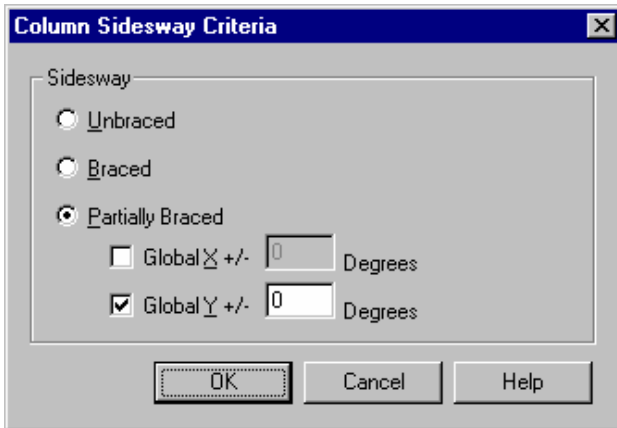 Column Sidesway Criteria
Sidesway
Unbraced
Braced
Partially Braced
Global X +/- 0 Degrees
Global Y +/- 0 Degrees
OK Cancel Help